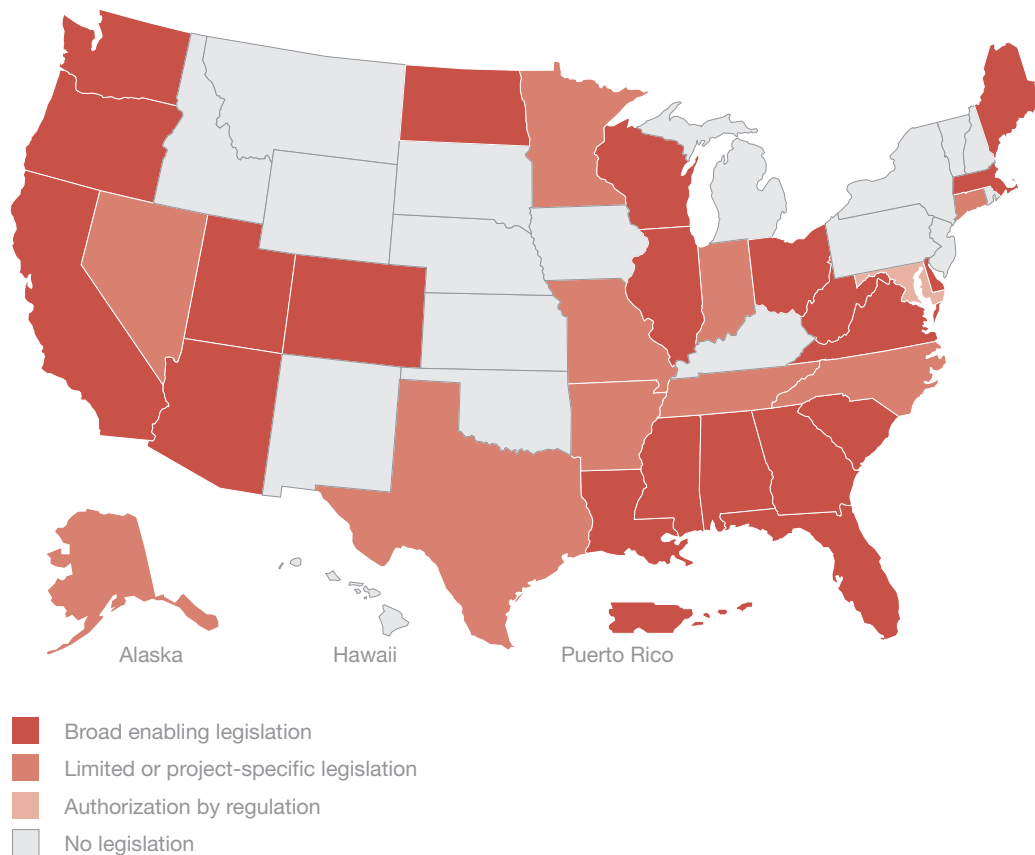 Alaska
Hawaii
Puerto Rico
Broad enabling legislation
Limited or project-specific legislation
Authorization by regulation
No legislation